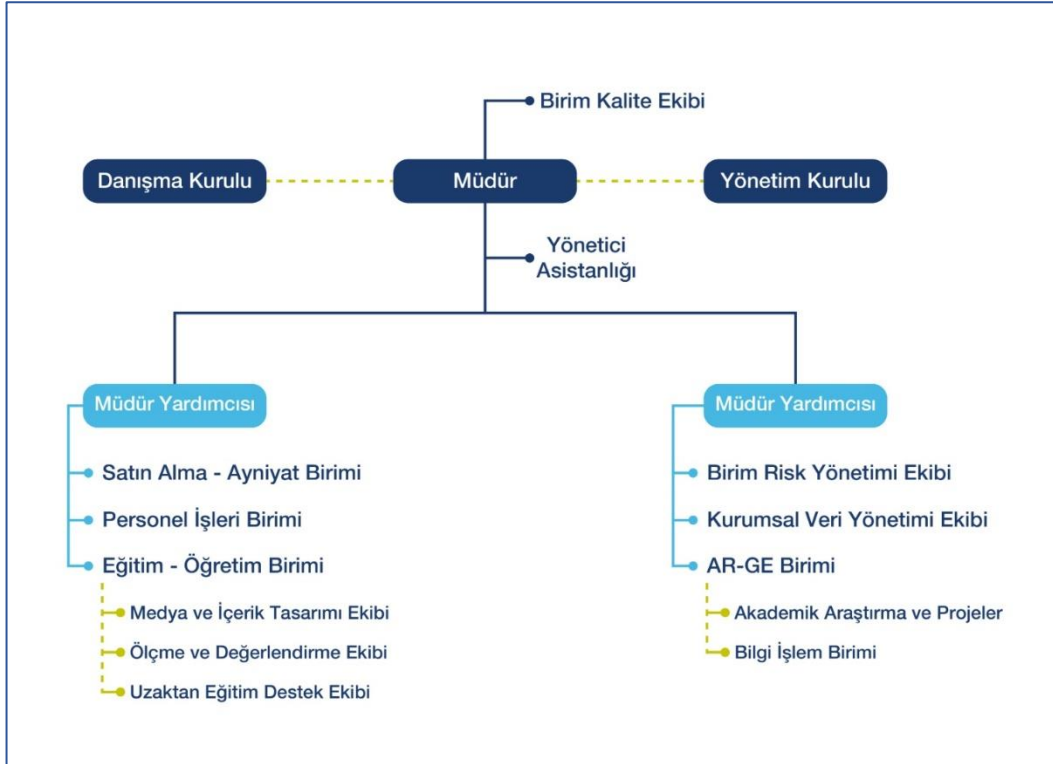 Birim Kalite Ekibi
Danışma Kurulu
Müdür
Yönetim Kurulu
Yönetici
Asistanlığı
Müdür Yardımcısı
Satın Alma - Ayniyat Birimi
Personel İşleri Birimi
Eğitim - Öğretim Birimi
Medya ve İçerik Tasarımı Ekibi
Ölçme ve Değerlendirme Ekibi
Uzaktan Eğitim Destek Ekibi
Müdür Yardımcısı
Birim Risk Yönetimi Ekibi
Kurumsal Veri Yönetimi Ekibi
AR-GE Birimi
Akademik Araştırma ve Projeler
Bilgi İşlem Birimi